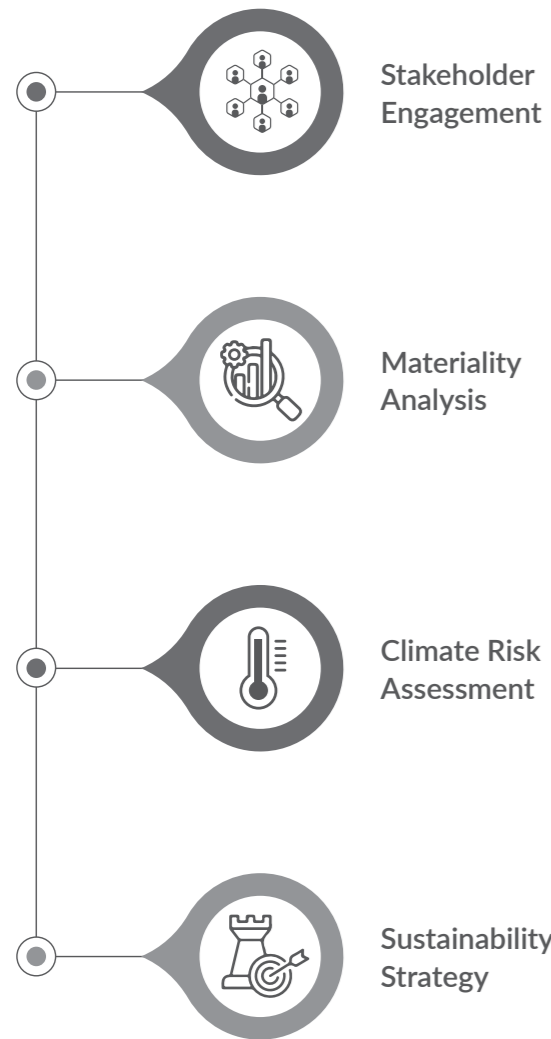 Stakeholder
Engagement
Materiality
Analysis
Climate Risk
Assessment
Sustainability
Strategy